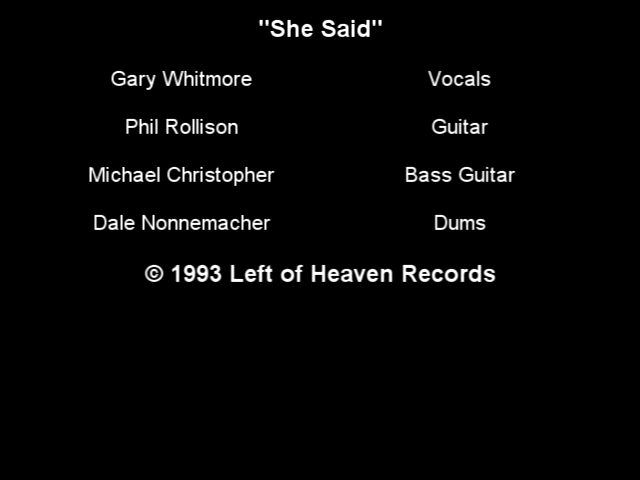 "She Said"
Gary Whitmore Vocals
Phil Rollison Guitar
Michael Christopher Bass Guitar
Dale Nonnemacher Dums
© 1993 Left of Heaven Records